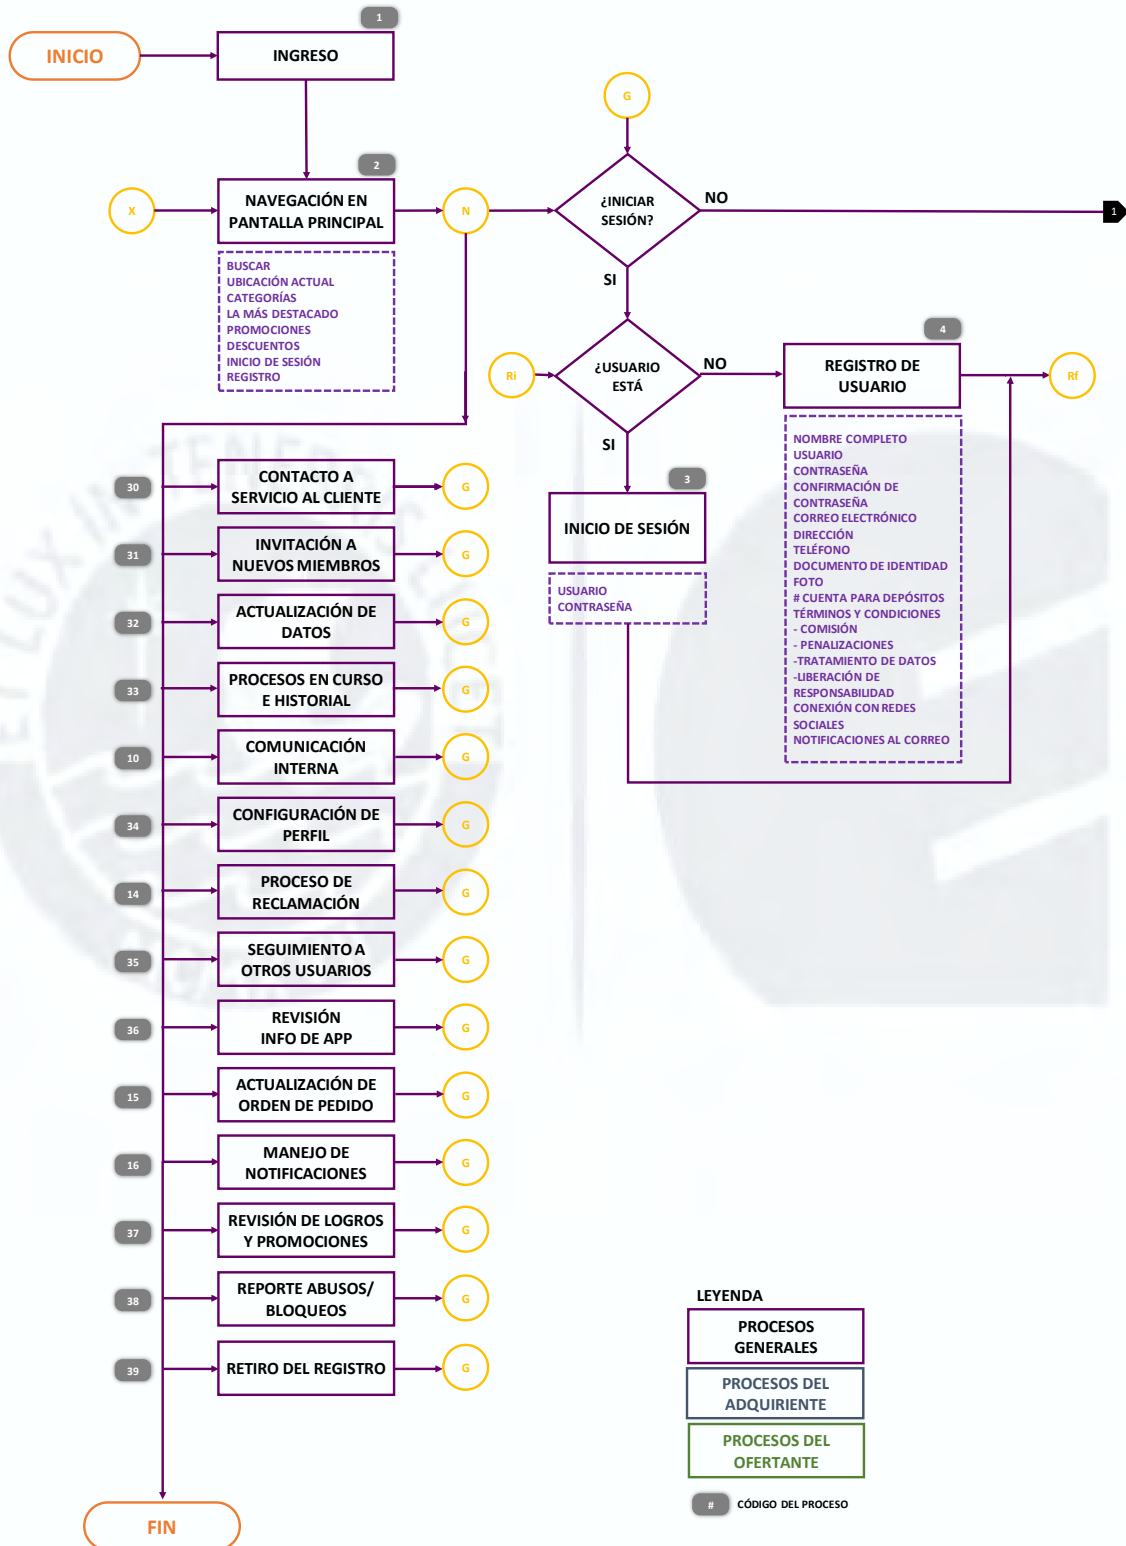 1
INICIO
INGRESO
G
2
X
NAVEGACIÓN EN
PANTALLA PRINCIPAL
N
¿INICIAR
SESIÓN?
NO
1
SI
BUSCAR
UBICACIÓN ACTUAL
CATEGORÍAS
LA MÁS DESTACADO
PROMOCIONES
DESCUENTOS
INICIO DE SESIÓN
REGISTRO
Ri
¿USUARIO
ESTÁ
NO
SI
4
REGISTRO DE
USUARIO
Rf
NOMBRE COMPLETO
USUARIO
CONTRASEÑA
CONFIRMACIÓN DE
CONTRASEÑA
CORREO ELECTRÓNICO
DIRECCIÓN
TELÉFONO
DOCUMENTO DE IDENTIDAD
FOTO
# CUENTA PARA DEPÓSITOS
TÉRMINOS Y CONDICIONES
- COMISIÓN
- PENALIZACIONES
-TRATAMIENTO DE DATOS
-LIBERACIÓN DE
RESPONSABILIDAD
CONEXIÓN CON REDES
SOCIALES
NOTIFICACIONES AL CORREO
3
INICIO DE SESIÓN
USUARIO
CONTRASEÑA
30
CONTACTO A
SERVICIO AL CLIENTE
G
31
INVITACIÓN A
NUEVOS MIEMBROS
G
32
ACTUALIZACIÓN DE
DATOS
G
33
PROCESOS EN CURSO
E HISTORIAL
G
10
COMUNICACIÓN
INTERNA
G
34
CONFIGURACIÓN DE
PERFIL
G
14
PROCESO DE
RECLAMACIÓN
G
35
SEGUIMIENTO A
OTROS USUARIOS
G
36
REVISIÓN
INFO DE APP
G
15
ACTUALIZACIÓN DE
ORDEN DE PEDIDO
G
16
MANEJO DE
NOTIFICACIONES
G
37
REVISIÓN DE LOGROS
Y PROMOCIONES
G
38
REPORTE ABUSOS/
BLOQUEOS
G
39
RETIRO DEL REGISTRO
G
FIN
LEYENDA
PROCESOS
GENERALES
PROCESOS DEL
ADQUIRIENTE
PROCESOS DEL
OFERTANTE
# CÓDIGO DEL PROCESO
ET LUX IN TENEBRIS